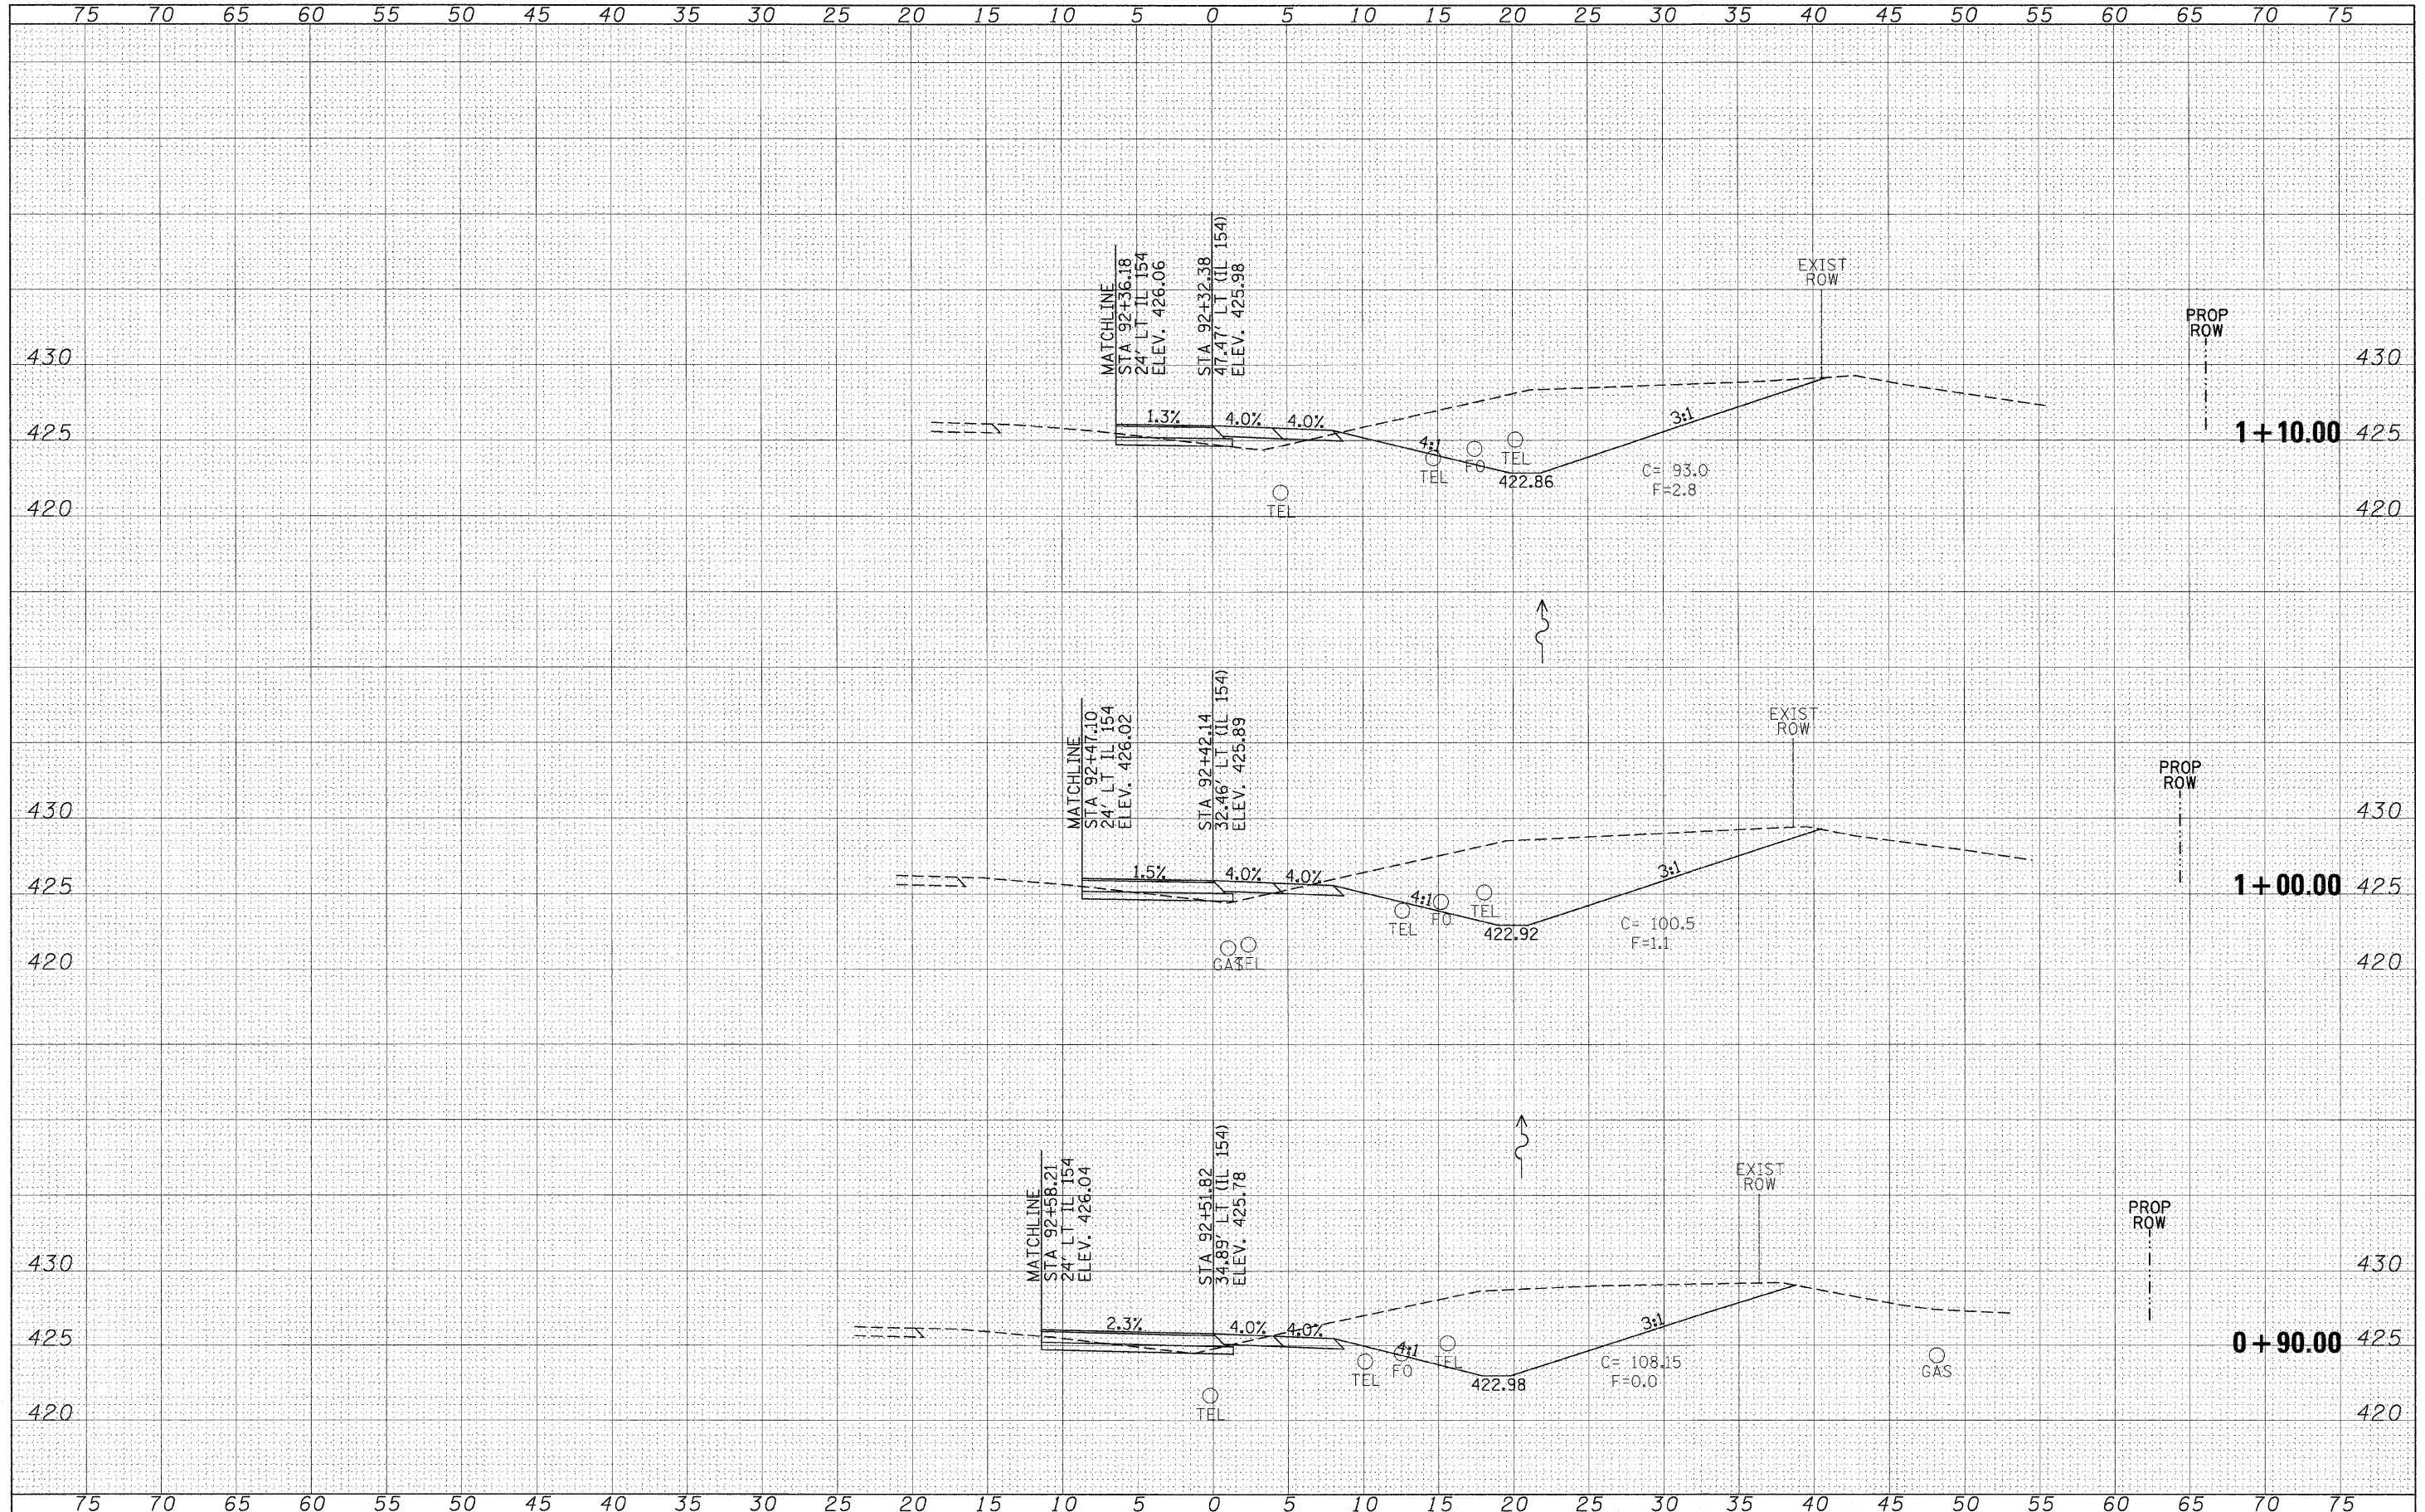 75 70 65 60 55 50 45 40 35 30 25 20 15 10 5 0 5 10 15 20 25 30 35 40 45 50 55 60 65 70 75
MATCHLINE
STA 92+36.18
24' LT IL 154
ELEV. 426.06
STA 92+32.38
47.47' LT (IL 154)
ELEV. 425.98
EXIST
ROW
PROP
ROW
430 430
1.3% 4.0% 4.0% 3:1
425 4:1 1+10.00 425
TEL FO TEL
422.86
C= 93.0
F=2.8
TEL
420 420
MATCHLINE
STA 92+47.10
24' LT IL 154
ELEV. 426.02
STA 92+42.14
32.46' LT (IL 154)
ELEV. 425.89
EXIST
ROW
PROP
ROW
430 430
1.5% 4.0% 4.0% 3:1
425 4:1 1+00.00 425
TEL FO TEL
422.92
C= 100.5
F=1.1
GAS TEL
420 420
MATCHLINE
STA 92+58.21
24' LT IL 154
ELEV. 426.04
STA 92+51.82
34.89' LT (IL 154)
ELEV. 425.78
EXIST
ROW
PROP
ROW
430 430
2.3% 4.0% 4.0% 3:1
425 4:1 0+90.00 425
TEL FO TEL
422.98
C= 108.15
F=0.0
GAS
TEL
420 420
75 70 65 60 55 50 45 40 35 30 25 20 15 10 5 0 5 10 15 20 25 30 35 40 45 50 55 60 65 70 75